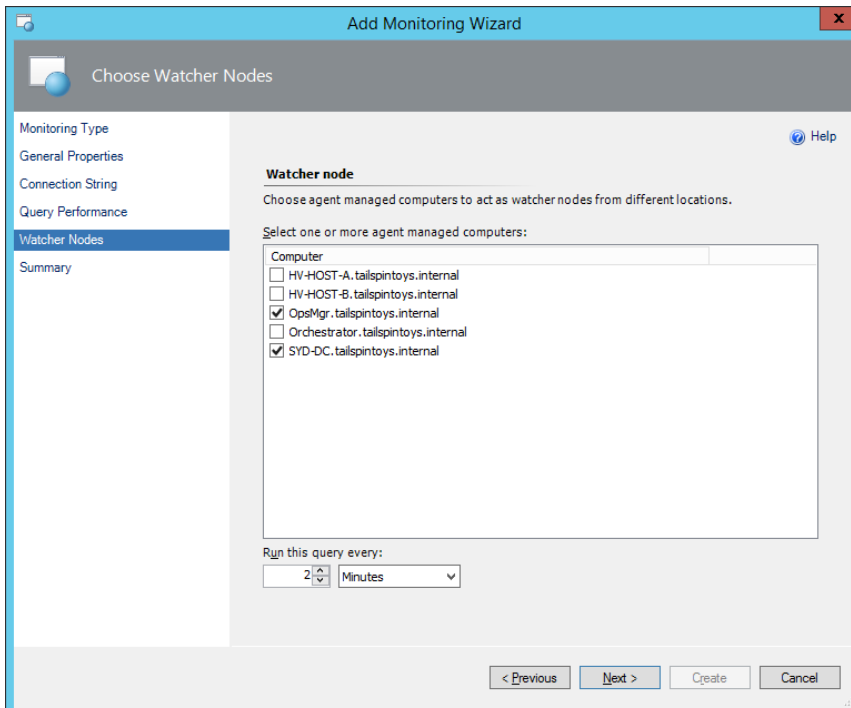 Add Monitoring Wizard
x
Choose Watcher Nodes
Monitoring Type
General Properties
Connection String
Query Performance
Watcher Nodes
Summary
Help
Watcher node
Choose agent managed computers to act as watcher nodes from different locations.
Select one or more agent managed computers:
Computer
HV-HOST-A.tailspintoys.internal
HV-HOST-B.tailspintoys.internal
OpsMgr.tailspintoys.internal
Orchestrator.tailspintoys.internal
SYD-DC.tailspintoys.internal
Run this query every:
2 Minutes
< Previous Next > Create Cancel